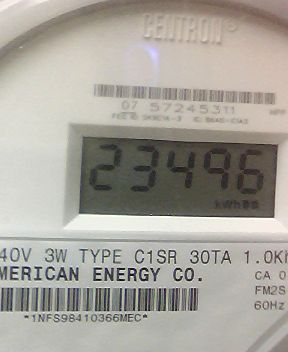 CENTRON®
07 57245311
23496
kWh
40V 3W TYPE C1SR 30TA 1.0Kh
MERICAN ENERGY CO.
CA 0
FM2S
60Hz
*1NFS98410366MEC*